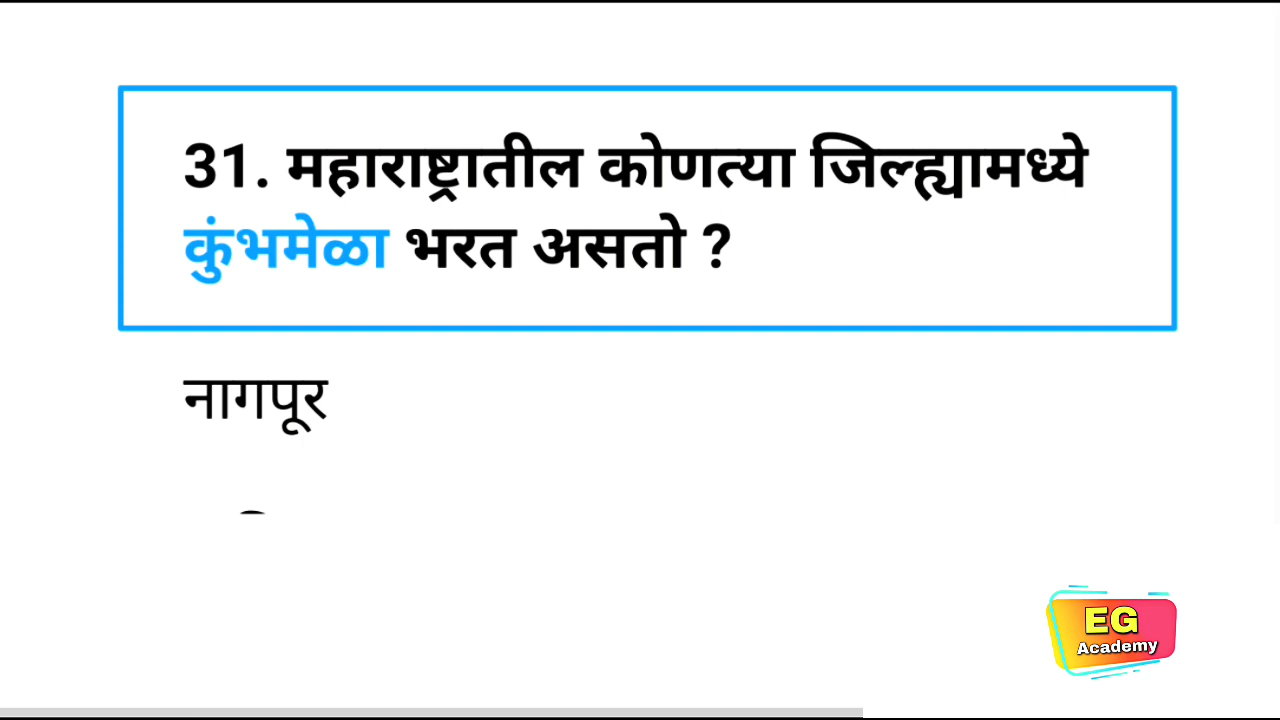 31. महाराष्ट्रातील कोणत्या जिल्ह्यामध्ये
कुंभमेळा भरत असतो ?
नागपूर
EG
Academy